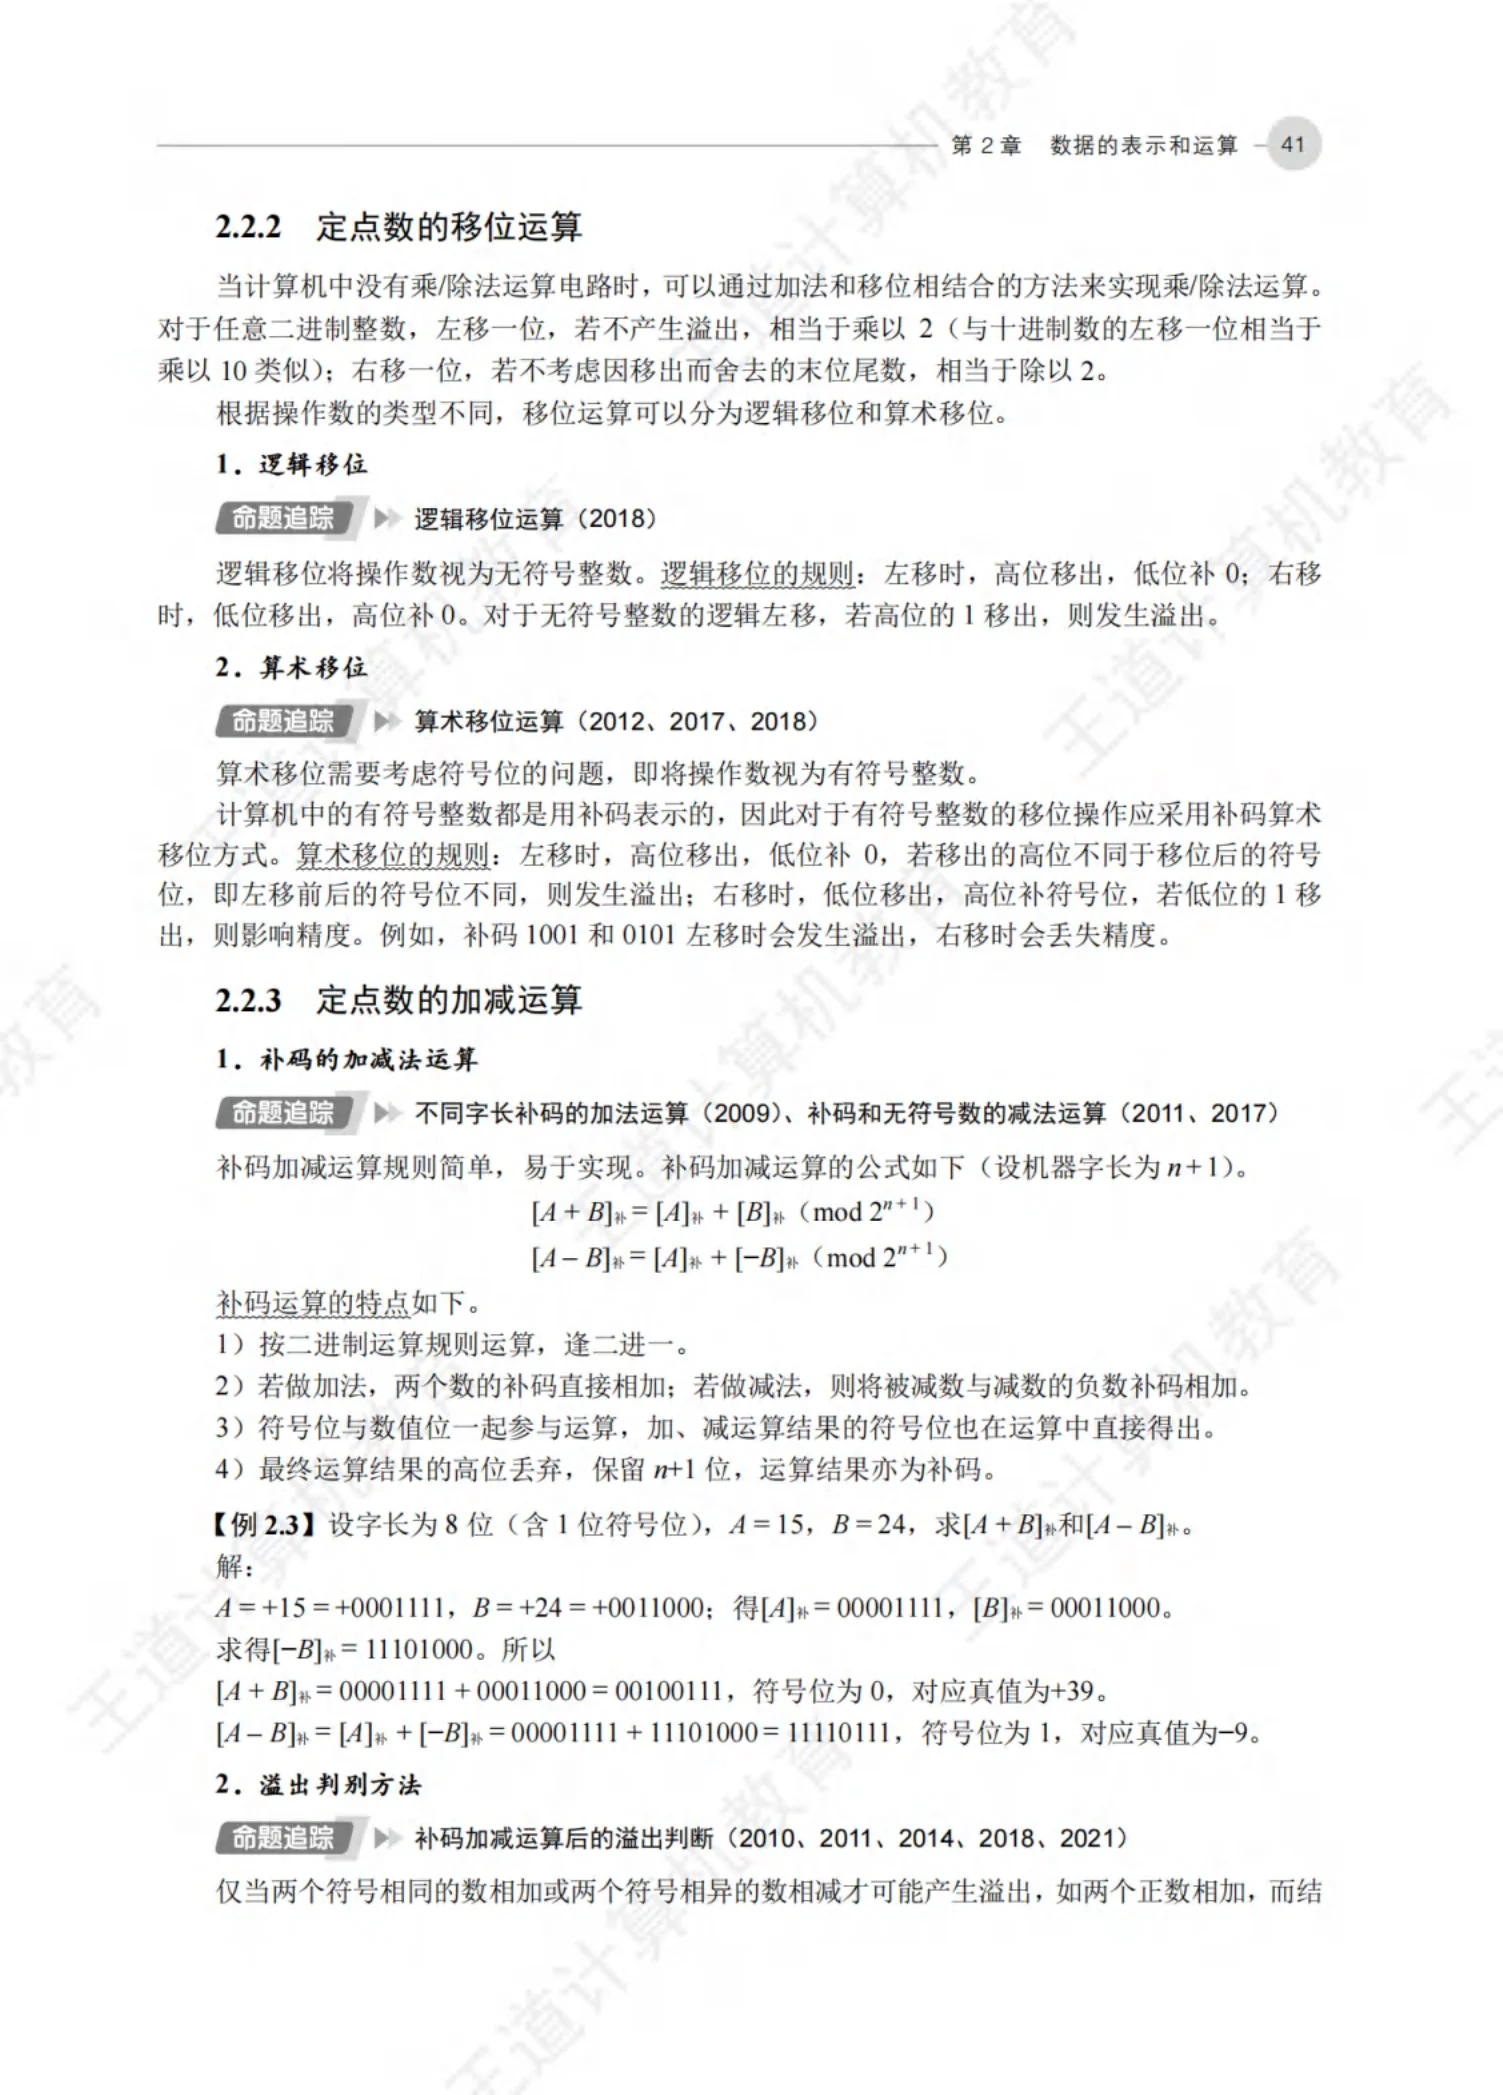 第 2 章 数据的表示和运算 41
2.2.2 定点数的移位运算
当计算机中没有乘/除法运算电路时，可以通过加法和移位相结合的方法来实现乘/除法运算。
对于任意二进制整数，左移一位，若不产生溢出，相当于乘以 2（与十进制数的左移一位相当于
乘以 10 类似）；右移一位，若不考虑因移出而舍去的末位尾数，相当于除以 2。
根据操作数的类型不同，移位运算可以分为逻辑移位和算术移位。
1．逻辑移位
命题追踪 逻辑移位运算（2018）
逻辑移位将操作数视为无符号整数。逻辑移位的规则：左移时，高位移出，低位补 0；右移
时，低位移出，高位补 0。对于无符号整数的逻辑左移，若高位的 1 移出，则发生溢出。
2．算术移位
命题追踪 算术移位运算（2012、2017、2018）
算术移位需要考虑符号位的问题，即将操作数视为有符号整数。
计算机中的有符号整数都是用补码表示的，因此对于有符号整数的移位操作应采用补码算术
移位方式。算术移位的规则：左移时，高位移出，低位补 0，若移出的高位不同于移位后的符号
位，即左移前后的符号位不同，则发生溢出；右移时，低位移出，高位补符号位，若低位的 1 移
出，则影响精度。例如，补码 1001 和 0101 左移时会发生溢出，右移时会丢失精度。
2.2.3 定点数的加减运算
1．补码的加减法运算
命题追踪 不同字长补码的加法运算（2009）、补码和无符号数的减法运算（2011、2017）
补码加减运算规则简单，易于实现。补码加减运算的公式如下（设机器字长为 n + 1）。
[A + B]补 = [A]补 + [B]补（mod 2^{n+1}）
[A – B]补 = [A]补 + [−B]补（mod 2^{n+1}）
补码运算的特点如下。
1）按二进制运算规则运算，逢二进一。
2）若做加法，两个数的补码直接相加；若做减法，则将被减数与减数的负数补码相加。
3）符号位与数值位一起参与运算，加、减运算结果的符号位也在运算中直接得出。
4）最终运算结果的高位丢弃，保留 n+1 位，运算结果亦为补码。
【例 2.3】设字长为 8 位（含 1 位符号位），A = 15，B = 24，求[A + B]补和[A – B]补。
解：
A = +15 = +0001111，B = +24 = +0011000；得[A]补 = 00001111，[B]补 = 00011000。
求得[−B]补 = 11101000。所以
[A + B]补 = 00001111 + 00011000 = 00100111，符号位为 0，对应真值为+39。
[A – B]补 = [A]补 + [−B]补 = 00001111 + 11101000 = 11110111，符号位为 1，对应真值为−9。
2．溢出判别方法
命题追踪 补码加减运算后的溢出判断（2010、2011、2014、2018、2021）
仅当两个符号相同的数相加或两个符号相异的数相减才可能产生溢出，如两个正数相加，而结
王道计算机教育